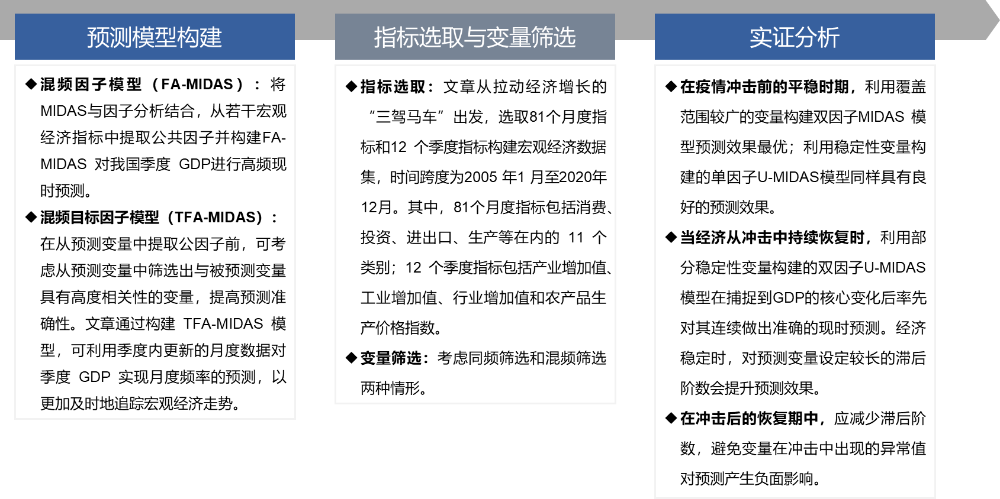 预测模型构建
◆混频因子模型（FA-MIDAS）：将
MIDAS与因子分析结合，从若干宏观
经济指标中提取公共因子并构建FA-
MIDAS 对我国季度 GDP进行高频现
时预测。
◆混频目标因子模型（TFA-MIDAS）：
在从预测变量中提取公因子前，可考
虑从预测变量中筛选出与被预测变量
具有高度相关性的变量，提高预测准
确性。文章通过构建 TFA-MIDAS 模
型，可利用季度内更新的月度数据对
季度 GDP 实现月度频率的预测，以
更加及时地追踪宏观经济走势。
指标选取与变量筛选
◆指标选取：文章从拉动经济增长的
“三驾马车”出发，选取81个月度指
标和12 个季度指标构建宏观经济数据
集，时间跨度为2005 年1 月至2020年
12月。其中，81个月度指标包括消费、
投资、进出口、生产等在内的 11 个
类别；12 个季度指标包括产业增加值、
工业增加值、行业增加值和农产品生
产价格指数。
◆变量筛选：考虑同频筛选和混频筛选
两种情形。
实证分析
◆在疫情冲击前的平稳时期，利用覆盖
范围较广的变量构建双因子MIDAS 模
型预测效果最优；利用稳定性变量构
建的单因子U-MIDAS模型同样具有良
好的预测效果。
◆当经济从冲击中持续恢复时，利用部
分稳定性变量构建的双因子U-MIDAS
模型在捕捉到GDP的核心变化后率先
对其连续做出准确的现时预测。经济
稳定时，对预测变量设定较长的滞后
阶数会提升预测效果。
◆在冲击后的恢复期中，应减少滞后阶
数，避免变量在冲击中出现的异常值
对预测产生负面影响。